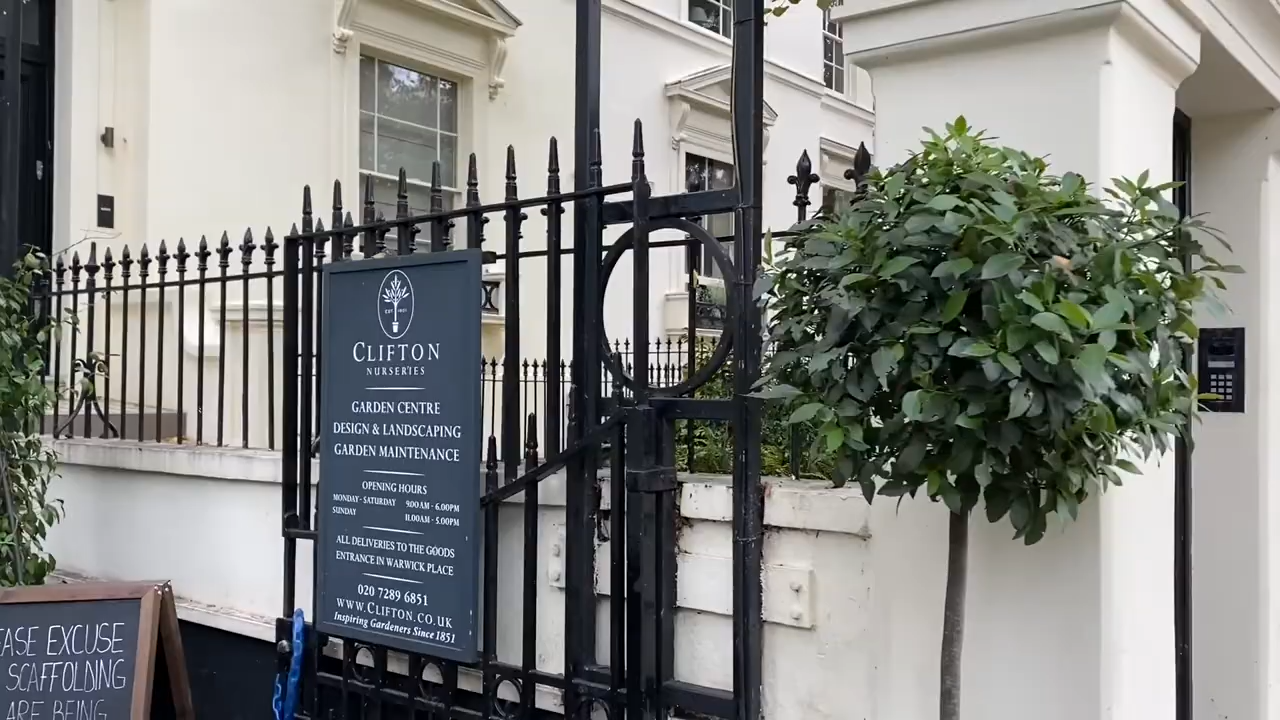 EST 1851
CLIFTON
NURSERIES
GARDEN CENTRE
DESIGN & LANDSCAPING
GARDEN MAINTENANCE
OPENING HOURS
MONDAY - SATURDAY 9.00AM - 6.00PM
SUNDAY 11.00AM - 5.00PM
ALL DELIVERIES TO THE GOODS
ENTRANCE IN WARWICK PLACE
020 7289 6851
WWW.CLIFTON.CO.UK
Inspiring Gardeners Since 1851
EASE EXCUSE
SCAFFOLDING
ARE BEING